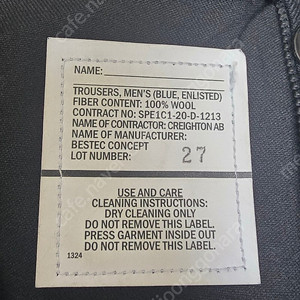 NAME:
TROUSERS, MEN'S (BLUE, ENLISTED)
FIBER CONTENT: 100% WOOL
CONTRACT NO: SPE1C1-20-D-1213
NAME OF CONTRACTOR: CREIGHTON AB
NAME OF MANUFACTURER:
BESTEC CONCEPT
LOT NUMBER: 27
USE AND CARE
CLEANING INSTRUCTIONS:
DRY CLEANING ONLY
DO NOT REMOVE THIS LABEL.
PRESS GARMENT INSIDE OUT
DO NOT REMOVE THIS LABEL.
1324